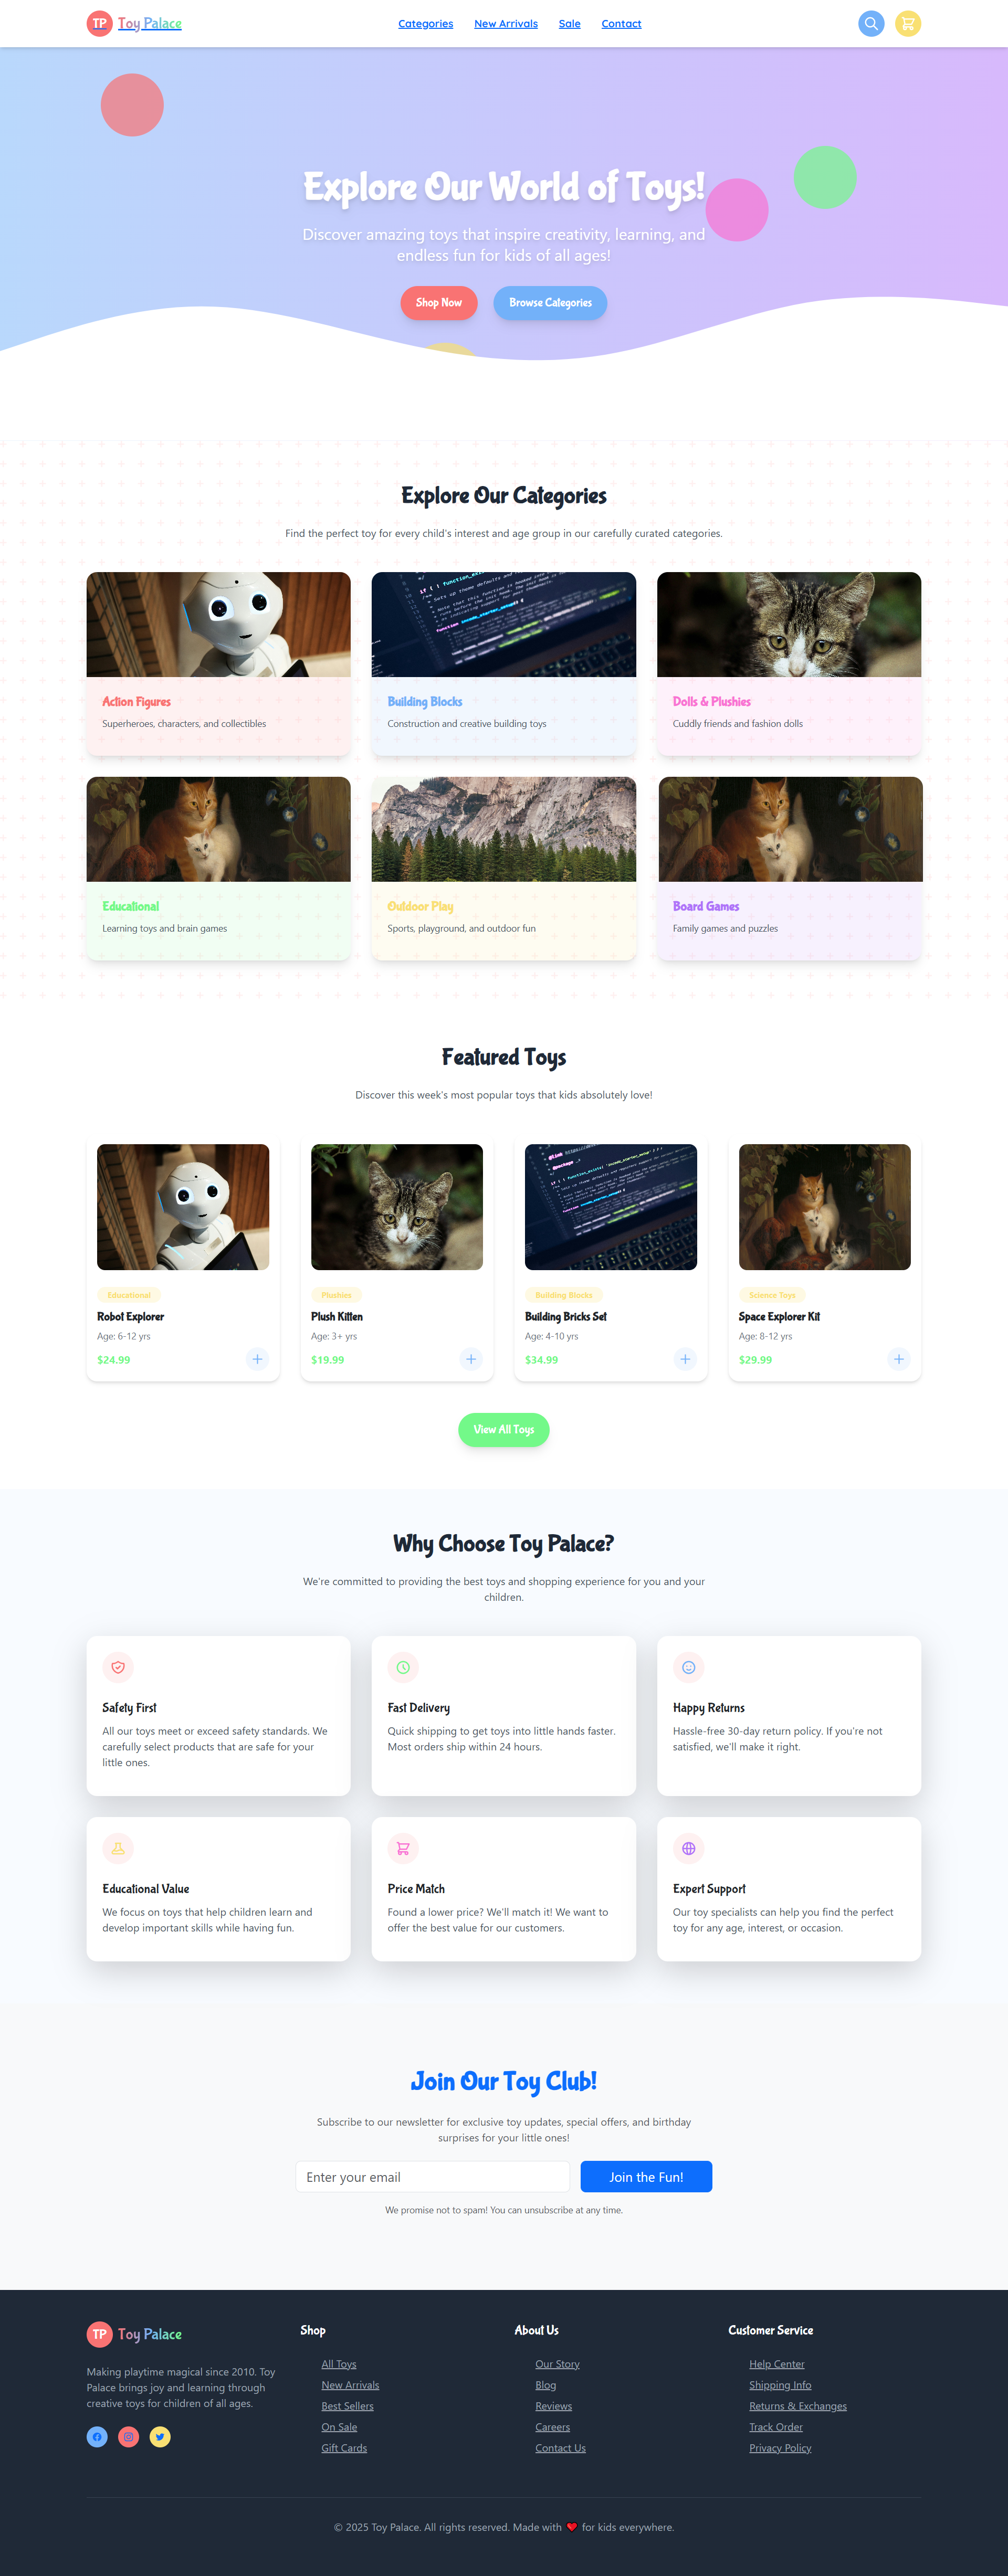 TP Toy Palace
Categories New Arrivals Sale Contact
Explore Our World of Toys!
Discover amazing toys that inspire creativity, learning, and
endless fun for kids of all ages!
Shop Now Browse Categories
Explore Our Categories
Find the perfect toy for every child's interest and age group in our carefully curated categories.
Action Figures
Superheroes, characters, and collectibles
Building Blocks
Construction and creative building toys
Dolls & Plushies
Cuddly friends and fashion dolls
Educational
Learning toys and brain games
Outdoor Play
Sports, playground, and outdoor fun
Board Games
Family games and puzzles
Featured Toys
Discover this week's most popular toys that kids absolutely love!
Educational
Robot Explorer
Age: 6-12 yrs
$24.99
Plushies
Plush Kitten
Age: 3+ yrs
$19.99
Building Blocks
Building Bricks Set
Age: 4-10 yrs
$34.99
Science Toys
Space Explorer Kit
Age: 8-12 yrs
$29.99
View All Toys
Why Choose Toy Palace?
We're committed to providing the best toys and shopping experience for you and your
children.
Safety First
All our toys meet or exceed safety standards. We
carefully select products that are safe for your
little ones.
Fast Delivery
Quick shipping to get toys into little hands faster.
Most orders ship within 24 hours.
Happy Returns
Hassle-free 30-day return policy. If you're not
satisfied, we'll make it right.
Educational Value
We focus on toys that help children learn and
develop important skills while having fun.
Price Match
Found a lower price? We'll match it! We want to
offer the best value for our customers.
Expert Support
Our toy specialists can help you find the perfect
toy for any age, interest, or occasion.
Join Our Toy Club!
Subscribe to our newsletter for exclusive toy updates, special offers, and birthday
surprises for your little ones!
Enter your email
Join the Fun!
We promise not to spam! You can unsubscribe at any time.
TP Toy Palace
Making playtime magical since 2010. Toy
Palace brings joy and learning through
creative toys for children of all ages.
Shop
All Toys
New Arrivals
Best Sellers
On Sale
Gift Cards
About Us
Our Story
Blog
Reviews
Careers
Contact Us
Customer Service
Help Center
Shipping Info
Returns & Exchanges
Track Order
Privacy Policy
© 2025 Toy Palace. All rights reserved. Made with ❤️ for kids everywhere.